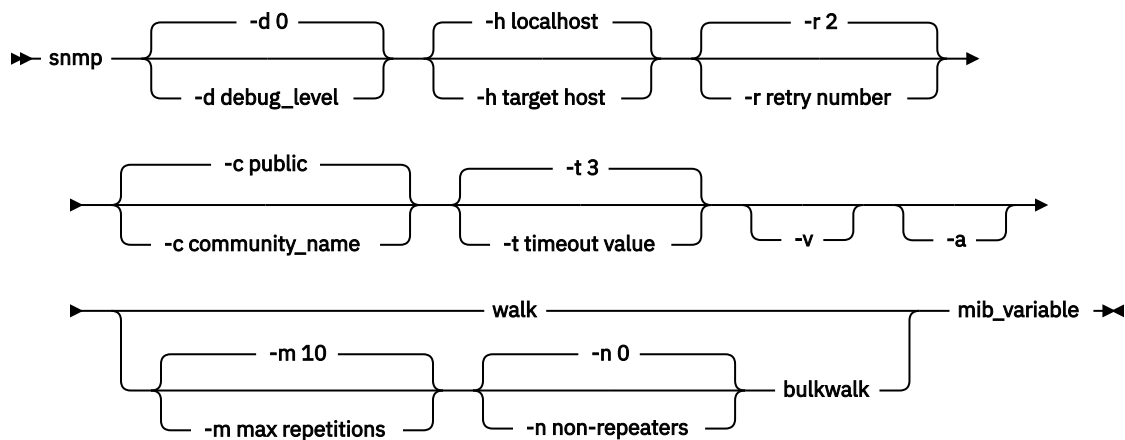 -d 0 -h localhost -r 2
snmp
-d debug_level -h target host -r retry number
-c public -t 3
-c community_name -t timeout value -v -a
walk mib_variable
-m 10 -n 0
bulkwalk
-m max repetitions -n non-repeaters